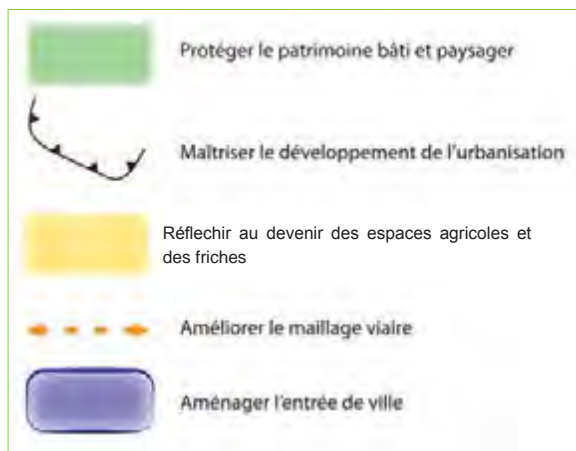 Protéger le patrimoine bâti et paysager
Maîtriser le développement de l'urbanisation
Réflechir au devenir des espaces agricoles et
des friches
Améliorer le maillage viaire
Aménager l'entrée de ville